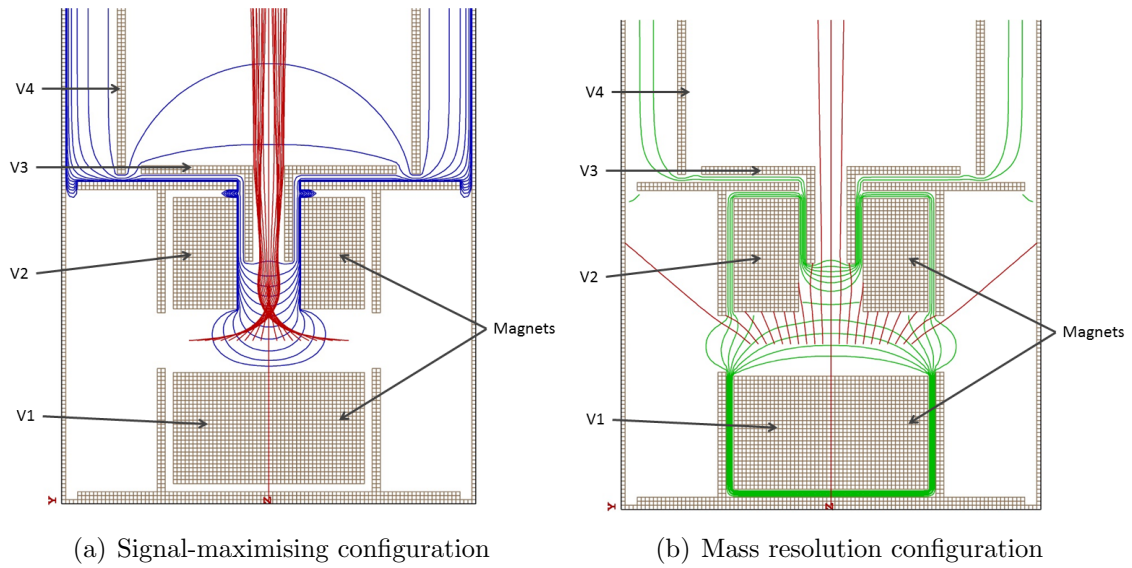 V4
V3
V2
Magnets
V1
Y
Z
V4
V3
V2
Magnets
V1
Y
Z
(a) Signal-maximising configuration
(b) Mass resolution configuration